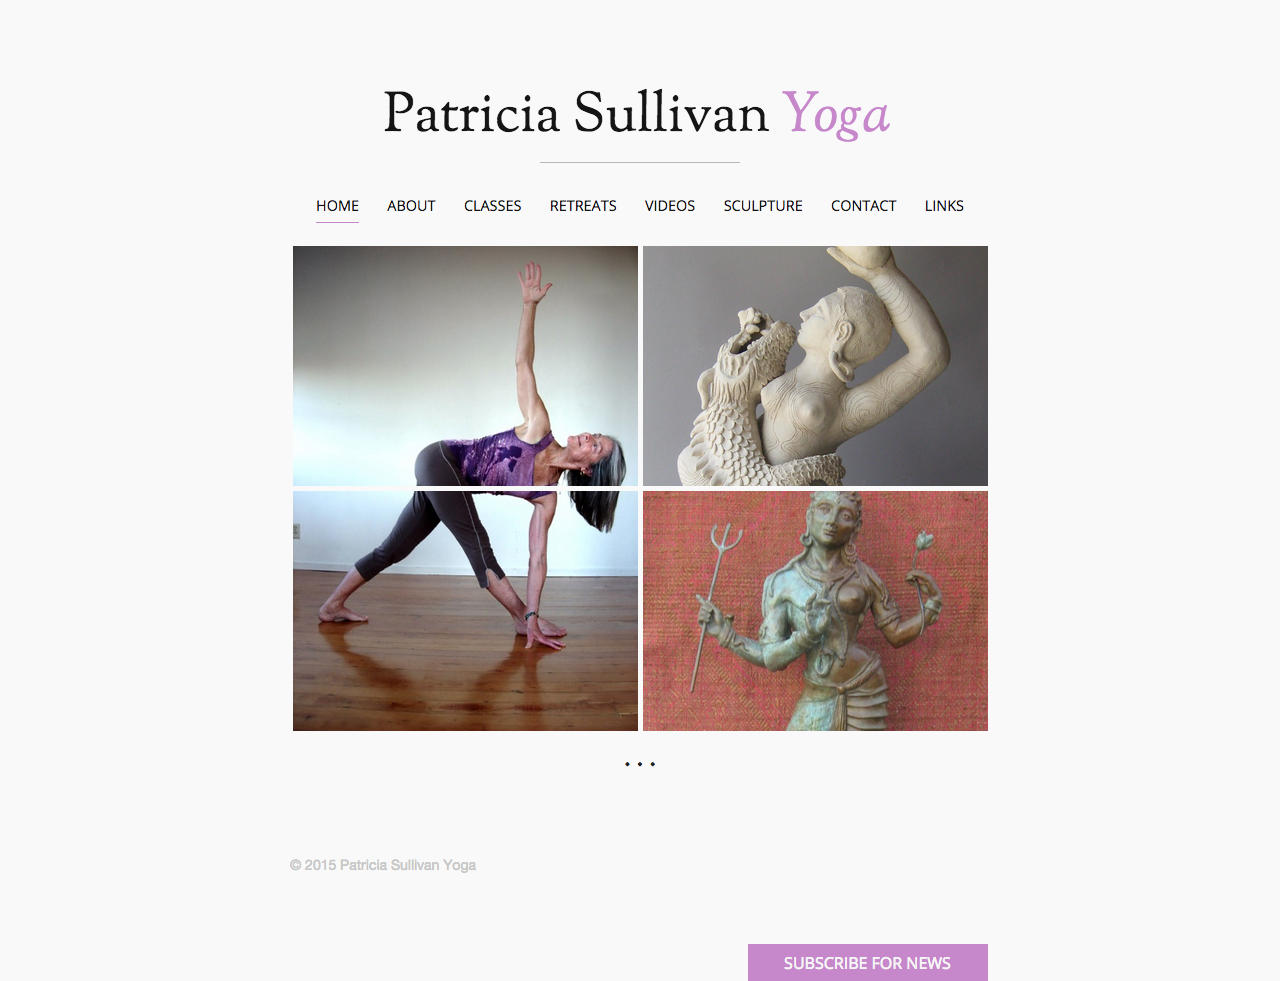 Patricia Sullivan Yoga
HOME ABOUT CLASSES RETREATS VIDEOS SCULPTURE CONTACT LINKS
© 2015 Patricia Sullivan Yoga
SUBSCRIBE FOR NEWS